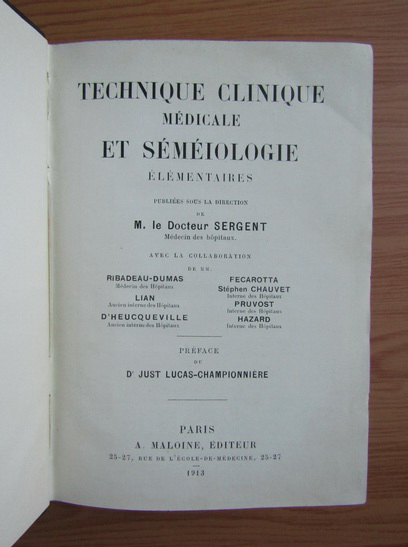 TECHNIQUE CLINIQUE
MÉDICALE
ET SÉMÉIOLOGIE
ÉLÉMENTAIRES
PUBLIÉES SOUS LA DIRECTION
DE
M. le Docteur SERGENT
Médecin des hôpitaux.
AVEC LA COLLABORATION
DE MM.
RIBADEAU-DUMAS
Médecin des Hôpitaux
LIAN
Ancien interne des Hôpitaux
D'HEUCQUEVILLE
Ancien interne des Hôpitaux
FECAROTTA
Stéphen CHAUVET
Interne des Hôpitaux
PRUVOST
Interne des Hôpitaux
HAZARD
Interne des Hôpitaux
PRÉFACE
DU
Dr JUST LUCAS-CHAMPIONNIERE
PARIS
A. MALOINE, ÉDITEUR
25-27, RUE DE L'ÉCOLE-DE-MÉDECINE, 25-27
1913